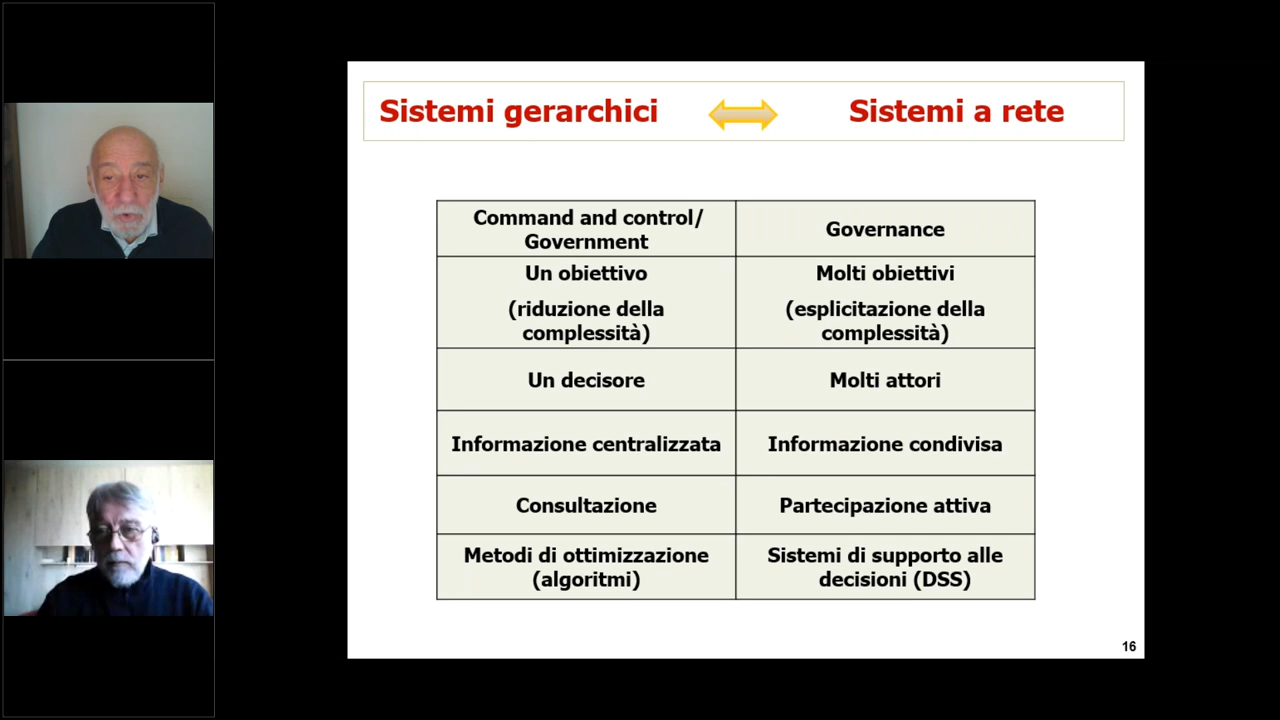 Sistemi gerarchici
Sistemi a rete
Command and control/
Government
Governance
Un obiettivo
(riduzione della
complessità)
Molti obiettivi
(esplicitazione della
complessità)
Un decisore
Molti attori
Informazione centralizzata
Informazione condivisa
Consultazione
Partecipazione attiva
Metodi di ottimizzazione
(algoritmi)
Sistemi di supporto alle
decisioni (DSS)
16